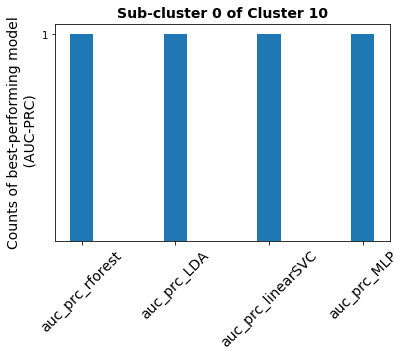 Sub-cluster 0 of Cluster 10
Counts of best-performing model
(AUC-PRC)
1
auc_prc_rforest
auc_prc_LDA
auc_prc_linearSVC
auc_prc_MLP